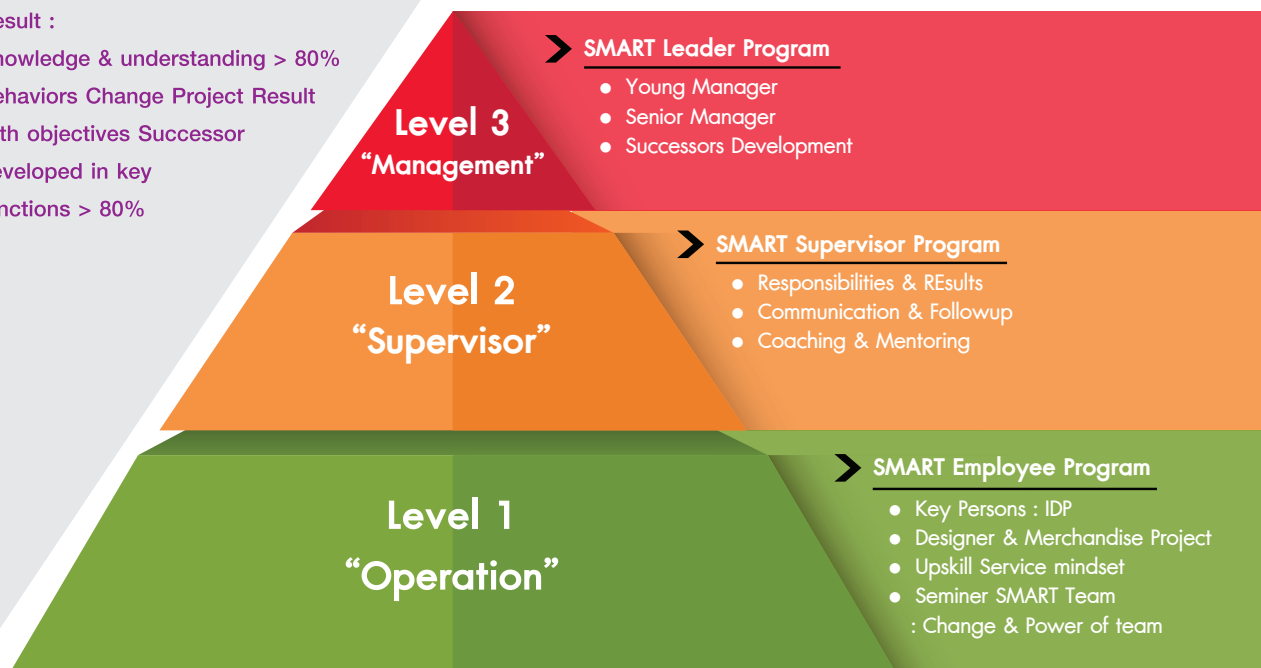 esult :
nowledge & understanding > 80%
ehaviors Change Project Result
th objectives Successor
eveloped in key
nctions > 80%
Level 3
“Management”
SMART Leader Program
● Young Manager
● Senior Manager
● Successors Development
Level 2
“Supervisor”
SMART Supervisor Program
● Responsibilities & REsults
● Communication & Followup
● Coaching & Mentoring
Level 1
“Operation”
SMART Employee Program
● Key Persons : IDP
● Designer & Merchandise Project
● Upskill Service mindset
● Seminer SMART Team
: Change & Power of team